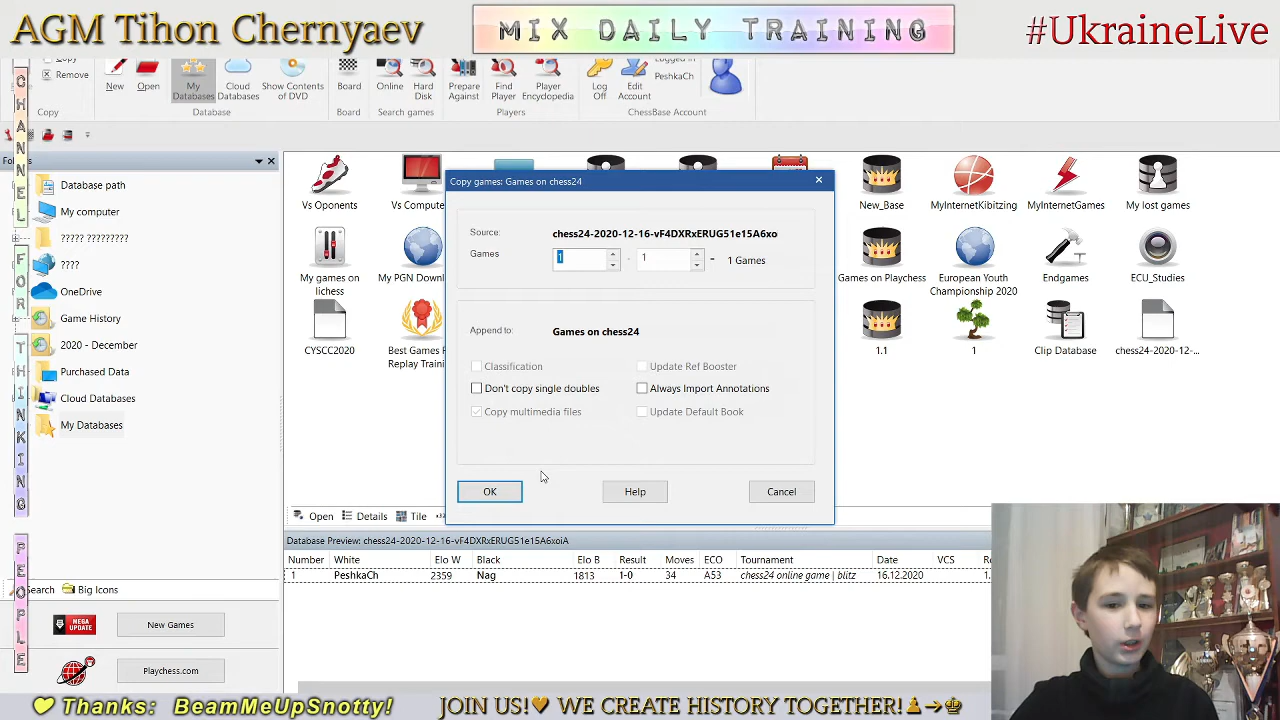 AGM Tihon Chernyaev
MIX DAILY TRAINING
#UkraineLive
Remove
New
Open
My Databases
Cloud Databases
Show Contents of DVD
Board
Online
Hard Disk
Prepare Against
Find Player
Player Encyclopedia
Log Off
Edit Account
PeshkaCh
Copy
Database
Board
Search games
Players
ChessBase Account
CHANNEL FOR THINKING PEOPLE
Database path
My computer
????? ?????????
????
OneDrive
Game History
2020 - December
Purchased Data
Cloud Databases
My Databases
Search
Big Icons
MEGA UPDATE
New Games
Playchess.com
Vs Oponents
Vs Compute
New_Base
MyInternetKibitzing
MyInternetGames
My lost games
My games on lichess
My PGN Downl
Games on Playchess
European Youth Championship 2020
Endgames
ECU_Studies
CYSCC2020
Best Games F
Replay Traini
1.1
1
Clip Database
chess24-2020-12-...
Copy games: Games on chess24
Source: chess24-2020-12-16-vF4DXRxERUG51e15A6xo
Games 1 - 1 = 1 Games
Append to: Games on chess24
Classification
Update Ref Booster
Don't copy single doubles
Always Import Annotations
Copy multimedia files
Update Default Book
OK
Help
Cancel
Open
Details
Tile
Database Preview: chess24-2020-12-16-vF4DXRxERUG51e15A6xoiA
Number White Elo W Black Elo B Result Moves ECO Tournament Date VCS
1 PeshkaCh 2359 Nag 1813 1-0 34 A53 chess24 online game | blitz 16.12.2020
Thanks: BeamMeUpSnotty!
JOIN US!♥ WE CREATE HISTORY TOGETHER!♟→♚